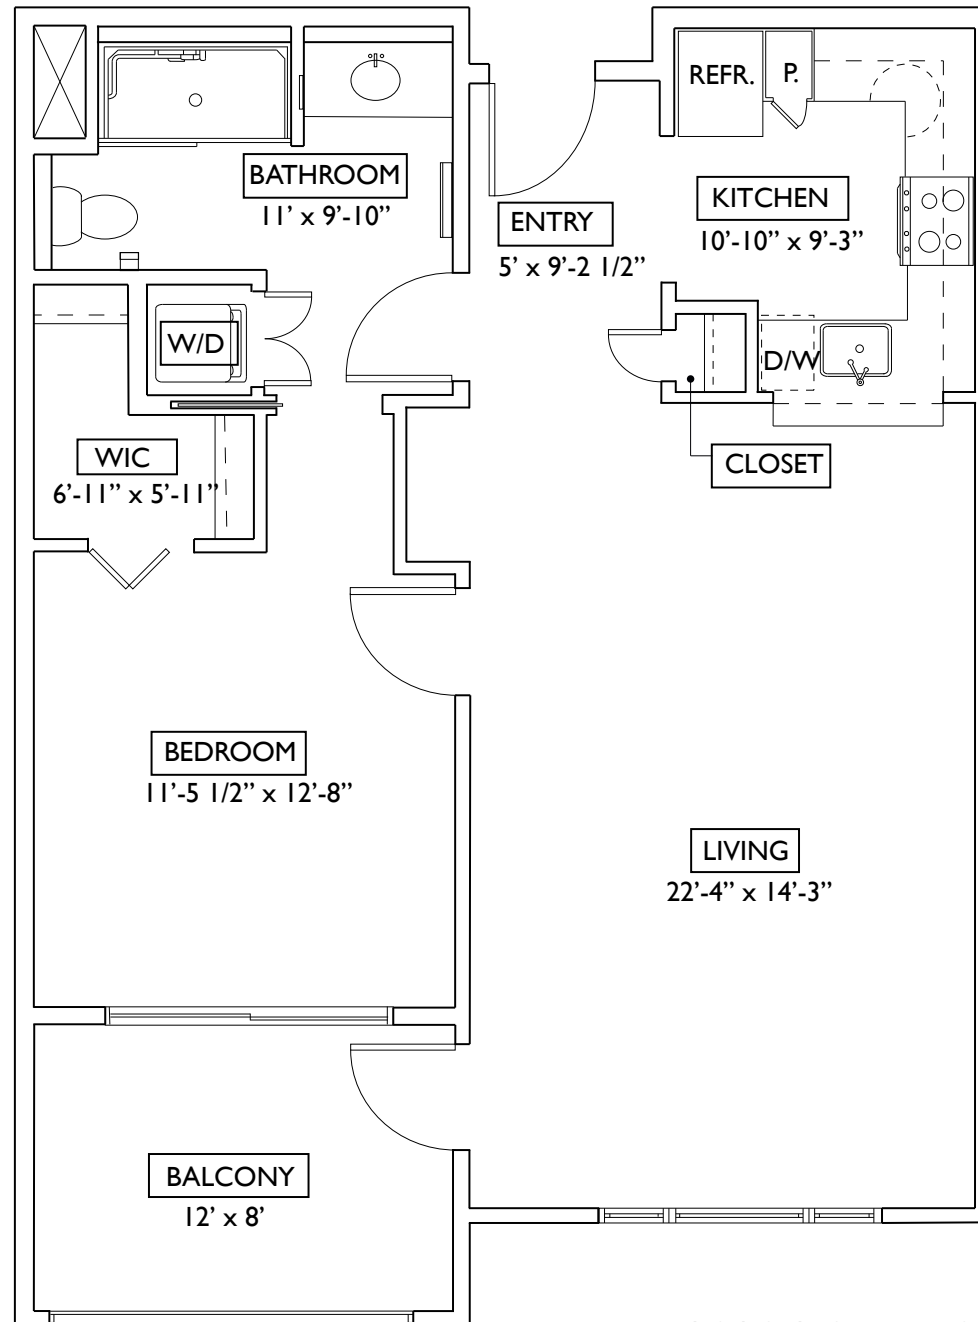 REFR.
P.
BATHROOM
11' x 9'-10”
ENTRY
5' x 9'-2 1/2”
KITCHEN
10'-10” x 9'-3”
W/D
D/W
WIC
6'-11” x 5'-11”
CLOSET
BEDROOM
11'-5 1/2” x 12'-8”
LIVING
22'-4” x 14'-3”
BALCONY
12' x 8'